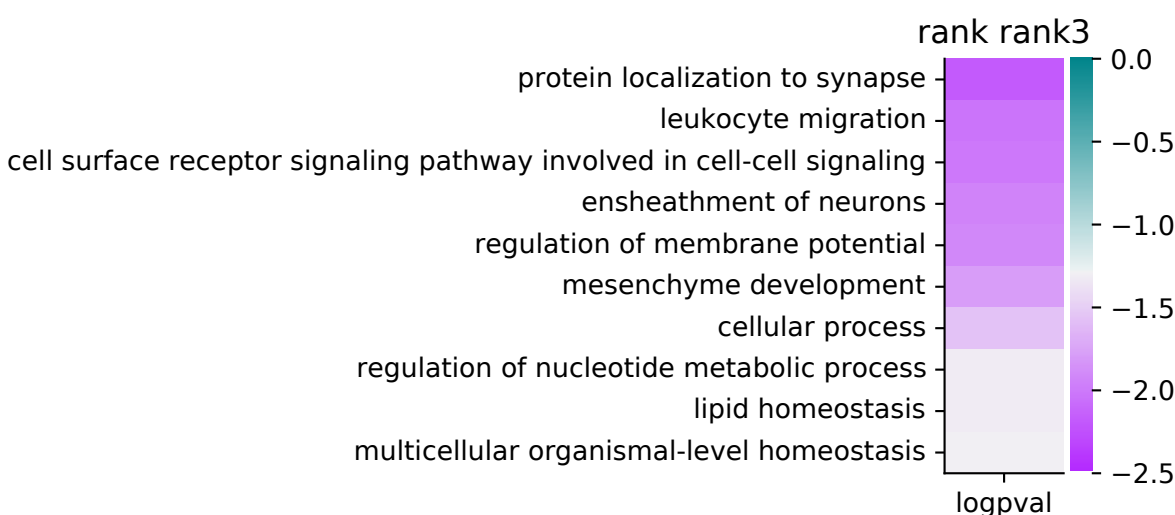 rank rank3
protein localization to synapse
leukocyte migration
cell surface receptor signaling pathway involved in cell-cell signaling
ensheathment of neurons
regulation of membrane potential
mesenchyme development
cellular process
regulation of nucleotide metabolic process
lipid homeostasis
multicellular organismal-level homeostasis
logpval
0.0
−0.5
−1.0
−1.5
−2.0
−2.5